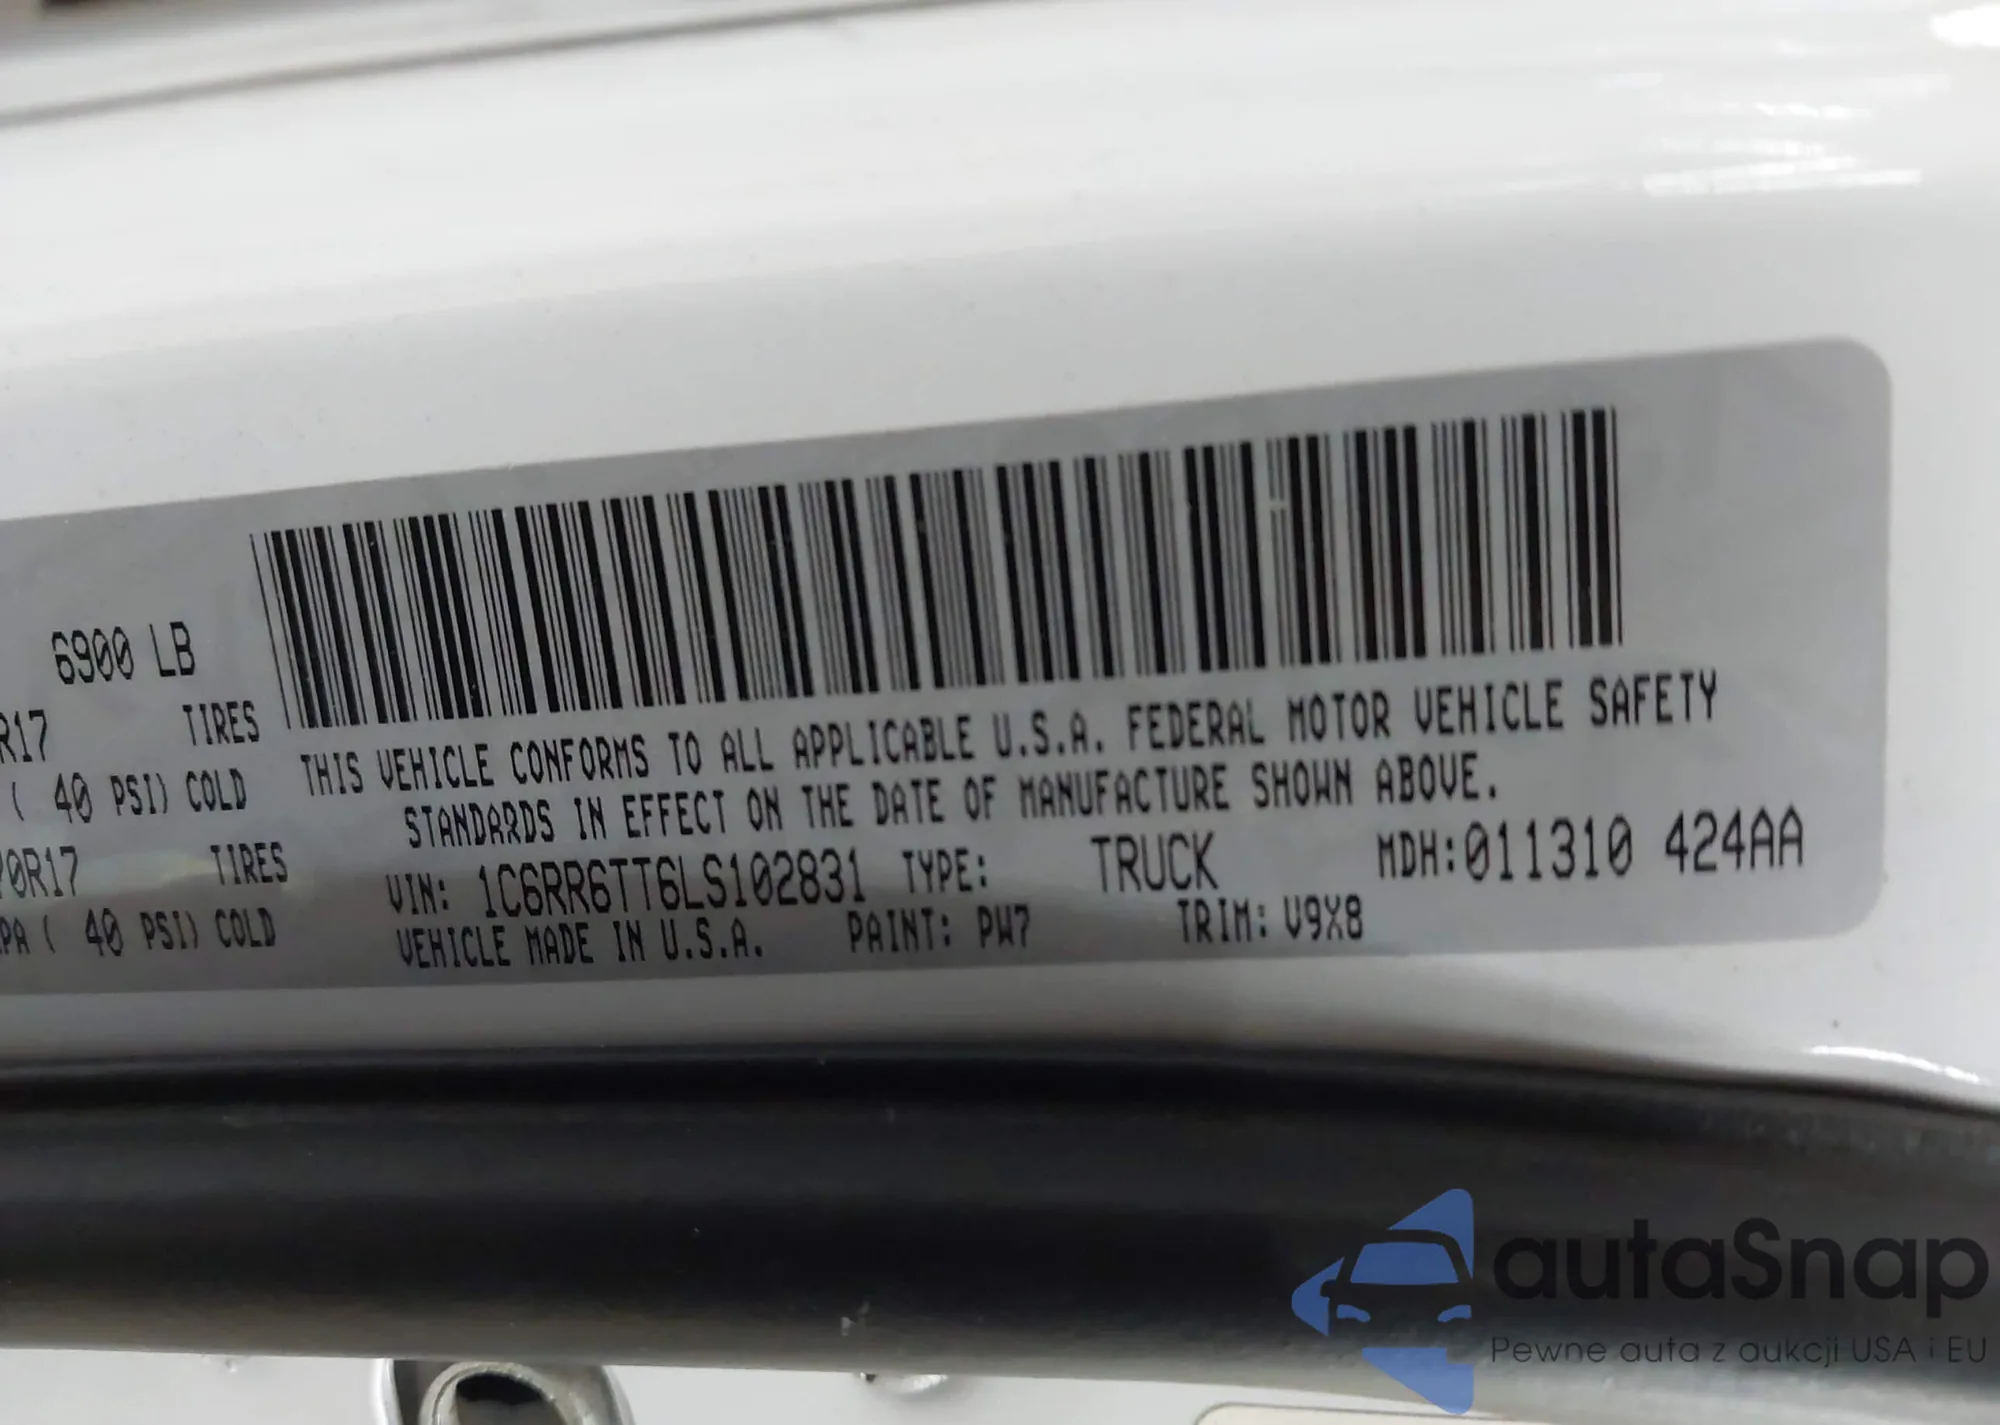 6900 LB
R17 TIRES
( 40 PSI) COLD
70R17 TIRES
PA ( 40 PSI) COLD
THIS VEHICLE CONFORMS TO ALL APPLICABLE U.S.A. FEDERAL MOTOR VEHICLE SAFETY
STANDARDS IN EFFECT ON THE DATE OF MANUFACTURE SHOWN ABOVE.
VIN: 1C6RR6TT6LS102831 TYPE: TRUCK MDH:011310 424AA
VEHICLE MADE IN U.S.A. PAINT: PW7 TRIM: V9X8
autaSnap
Pewne auta z aukcji USA i EU